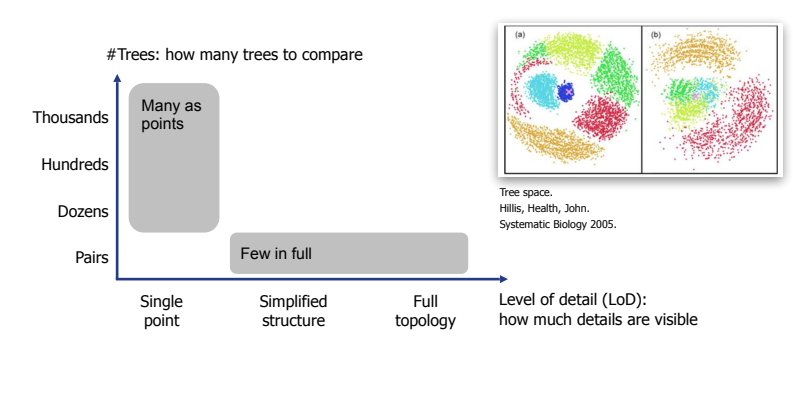 #Trees: how many trees to compare
Thousands
Hundreds
Dozens
Pairs
Many as
points
Few in full
Single
point
Simplified
structure
Full
topology
Level of detail (LoD):
how much details are visible
(a)
(b)
Tree space.
Hillis, Health, John.
Systematic Biology 2005.